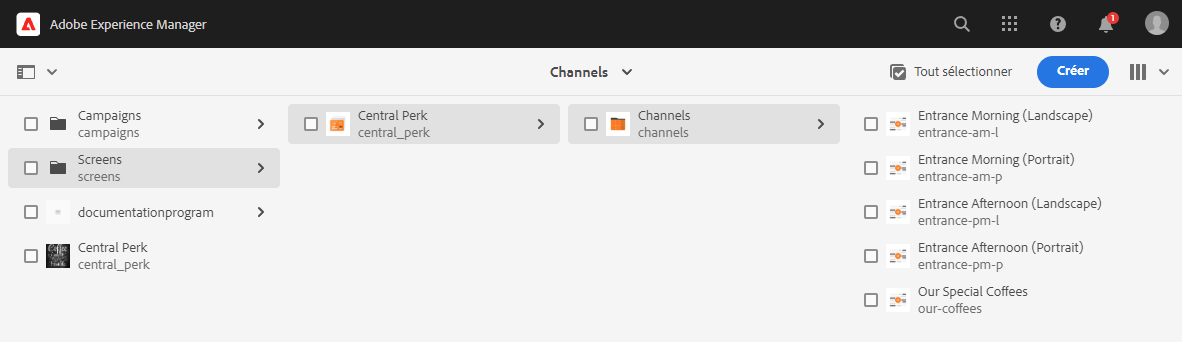 Adobe Experience Manager
1
Channels
Tout sélectionner
Créer
Campaigns
campaigns
Screens
screens
documentationprogram
Central Perk
central_perk
Central Perk
central_perk
Channels
channels
Entrance Morning (Landscape)
entrance-am-l
Entrance Morning (Portrait)
entrance-am-p
Entrance Afternoon (Landscape)
entrance-pm-l
Entrance Afternoon (Portrait)
entrance-pm-p
Our Special Coffees
our-coffees